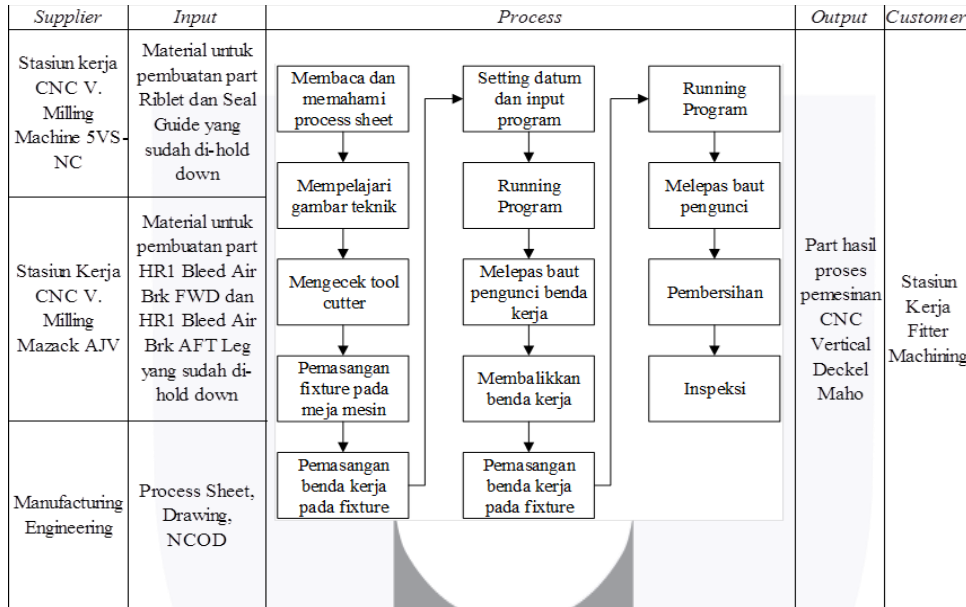 Supplier
Input
Process
Output
Customer
Stasiun kerja
CNC V.
Milling
Machine 5VS-
NC
Material untuk
pembuatan part
Riblet dan Seal
Guide yang
sudah di-hold
down
Stasiun Kerja
CNC V.
Milling
Mazack AJV
Material untuk
pembuatan part
HR1 Bleed Air
Brk FWD dan
HR1 Bleed Air
Brk AFT Leg
yang sudah di-
hold down
Manufacturing
Engineering
Process Sheet,
Drawing,
NCOD
Membaca dan
memahami
process sheet
Mempelajari
gambar teknik
Mengecek tool
cutter
Pemasangan
fixture pada
meja mesin
Pemasangan
benda kerja
pada fixture
Setting datum
dan input
program
Running
Program
Melepas baut
pengunci benda
kerja
Membalikkan
benda kerja
Pemasangan
benda kerja
pada fixture
Running
Program
Melepas baut
pengunci
Pembersihan
Inspeksi
Part hasil
proses
pemesinan
CNC
Vertical
Deckel
Maho
Stasiun
Kerja
Fitter
Machining